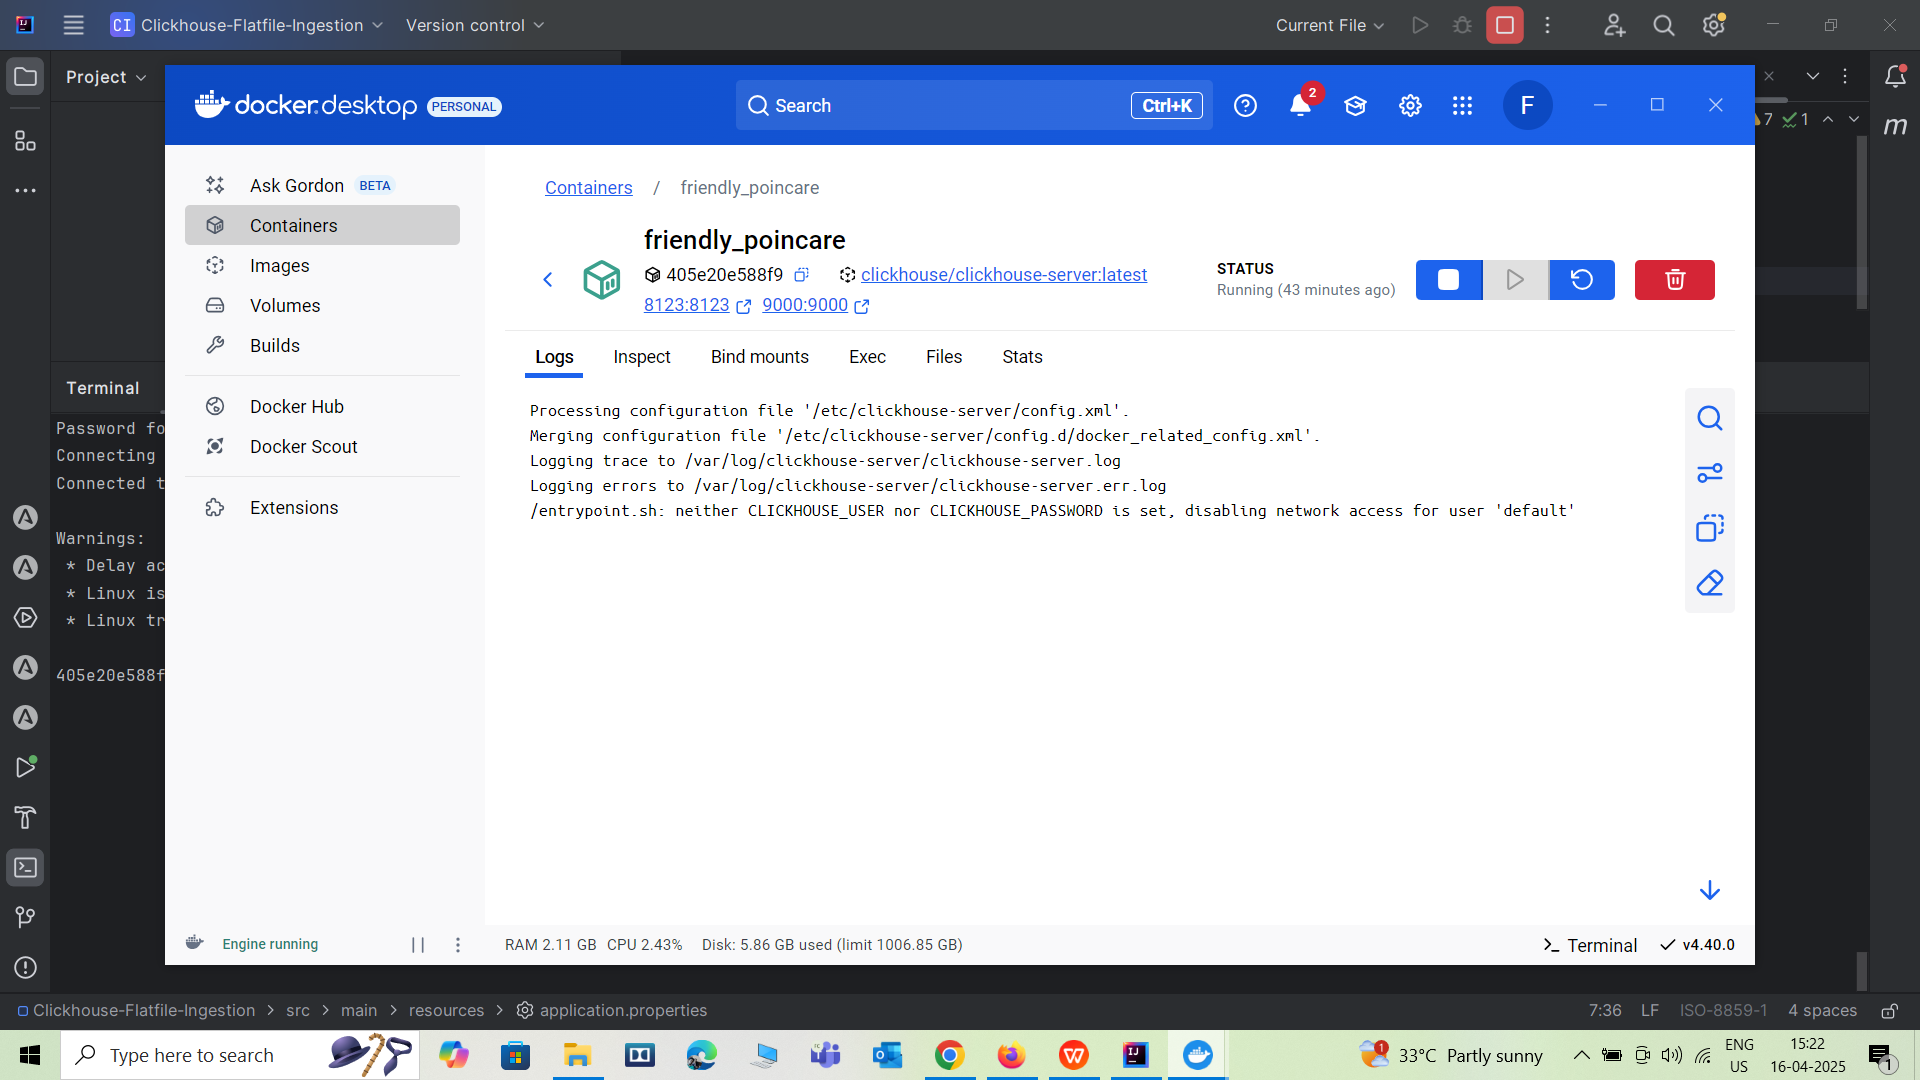 CI Clickhouse-Flatfile-Ingestion Version control Current File
Project
docker.desktop PERSONAL Search Ctrl+K 2 F
7 1
m
Ask Gordon BETA
Containers
Images
Volumes
Builds
Docker Hub
Docker Scout
Extensions
Containers / friendly_poincare
friendly_poincare
405e20e588f9 clickhouse/clickhouse-server:latest
8123:8123 9000:9000
STATUS
Running (43 minutes ago)
Logs Inspect Bind mounts Exec Files Stats
Processing configuration file '/etc/clickhouse-server/config.xml'.
Merging configuration file '/etc/clickhouse-server/config.d/docker_related_config.xml'.
Logging trace to /var/log/clickhouse-server/clickhouse-server.log
Logging errors to /var/log/clickhouse-server/clickhouse-server.err.log
/entrypoint.sh: neither CLICKHOUSE_USER nor CLICKHOUSE_PASSWORD is set, disabling network access for user 'default'
Terminal
Password fo
Connecting
Connected t
Warnings:
* Delay ac
* Linux is
* Linux tr
405e20e588f
Engine running RAM 2.11 GB CPU 2.43% Disk: 5.86 GB used (limit 1006.85 GB) Terminal v4.40.0
Clickhouse-Flatfile-Ingestion > src > main > resources > application.properties 7:36 LF ISO-8859-1 4 spaces
Type here to search 1 33°C Partly sunny ENG US 15:22 16-04-2025 1